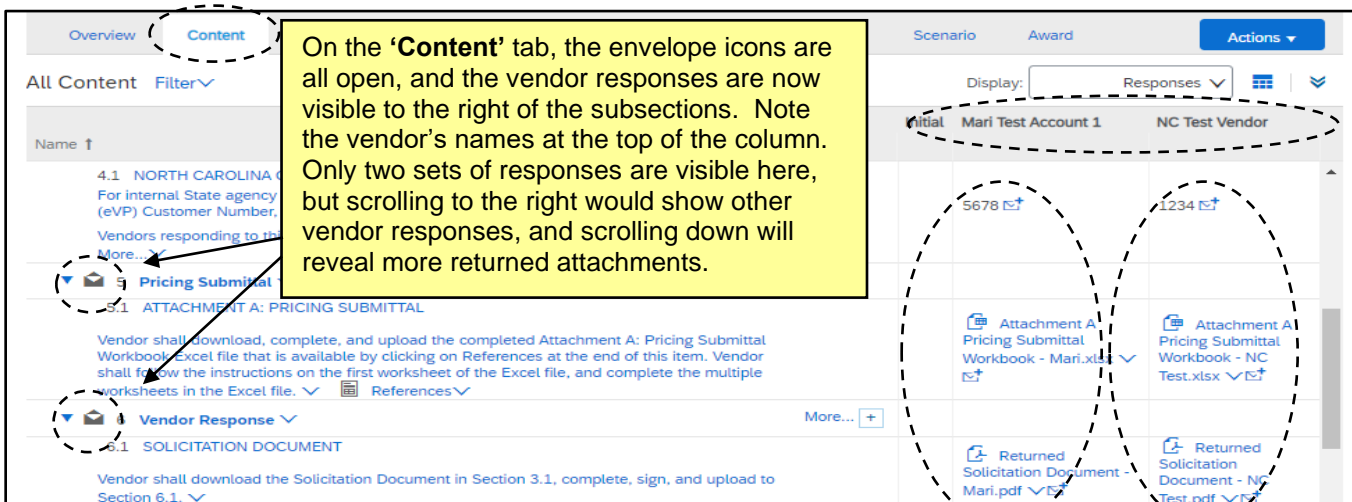 Overview Content Scenario Award Actions
On the ‘Content’ tab, the envelope icons are
all open, and the vendor responses are now
visible to the right of the subsections. Note
the vendor’s names at the top of the column.
Only two sets of responses are visible here,
but scrolling to the right would show other
vendor responses, and scrolling down will
reveal more returned attachments.
All Content Filter Display: Responses
Name ↑ Initial Mari Test Account 1 NC Test Vendor
4.1 NORTH CAROLINA
For internal State agency
(eVP) Customer Number,
Vendors responding to
More...
5678 1234
5 Pricing Submittal
5.1 ATTACHMENT A: PRICING SUBMITTAL
Vendor shall download, complete, and upload the completed Attachment A: Pricing Submittal
Workbook Excel file that is available by clicking on References at the end of this item. Vendor
shall follow the instructions on the first worksheet of the Excel file, and complete the multiple
worksheets in the Excel file. References
Attachment A
Pricing Submittal
Workbook - Mari.xlsx
Attachment A
Pricing Submittal
Workbook - NC
Test.xlsx
6 Vendor Response More... +
6.1 SOLICITATION DOCUMENT
Vendor shall download the Solicitation Document in Section 3.1, complete, sign, and upload to
Section 6.1.
Returned
Solicitation Document -
Mari.pdf
Returned
Solicitation
Document - NC
Test.pdf